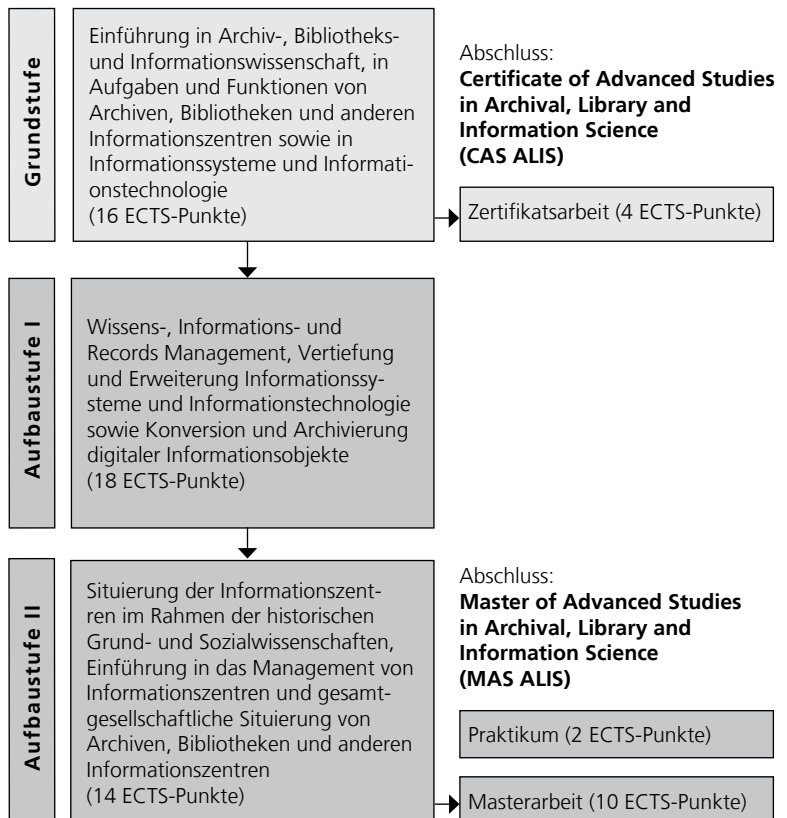 Grundstufe
Einführung in Archiv-, Bibliotheks-
und Informationswissenschaft, in
Aufgaben und Funktionen von
Archiven, Bibliotheken und anderen
Informationszentren sowie in
Informationssysteme und Informati-
onstechnologie
(16 ECTS-Punkte)
Abschluss:
Certificate of Advanced Studies
in Archival, Library and
Information Science
(CAS ALIS)
Zertifikatsarbeit (4 ECTS-Punkte)
Aufbaustufe I
Wissens-, Informations- und
Records Management, Vertiefung
und Erweiterung Informationssy-
steme und Informationstechnologie
sowie Konversion und Archivierung
digitaler Informationsobjekte
(18 ECTS-Punkte)
Aufbaustufe II
Situierung der Informationszent-
ren im Rahmen der historischen
Grund- und Sozialwissenschaften,
Einführung in das Management von
Informationszentren und gesamt-
gesellschaftliche Situierung von
Archiven, Bibliotheken und anderen
Informationszentren
(14 ECTS-Punkte)
Abschluss:
Master of Advanced Studies
in Archival, Library and
Information Science
(MAS ALIS)
Praktikum (2 ECTS-Punkte)
Masterarbeit (10 ECTS-Punkte)